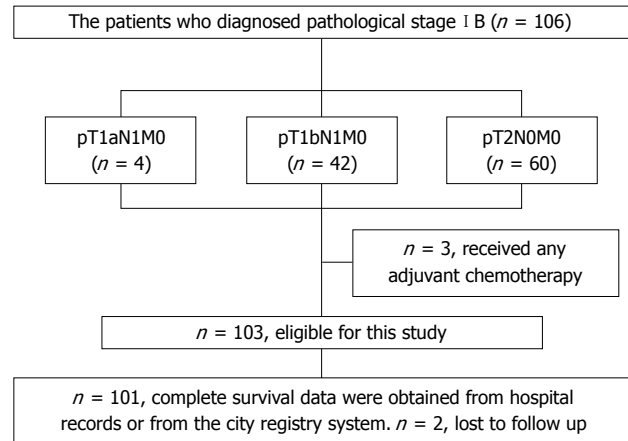 The patients who diagnosed pathological stage ⅠB (n = 106)
pT1aN1M0
(n = 4)
pT1bN1M0
(n = 42)
pT2N0M0
(n = 60)
n = 3, received any
adjuvant chemotherapy
n = 103, eligible for this study
n = 101, complete survival data were obtained from hospital
records or from the city registry system. n = 2, lost to follow up